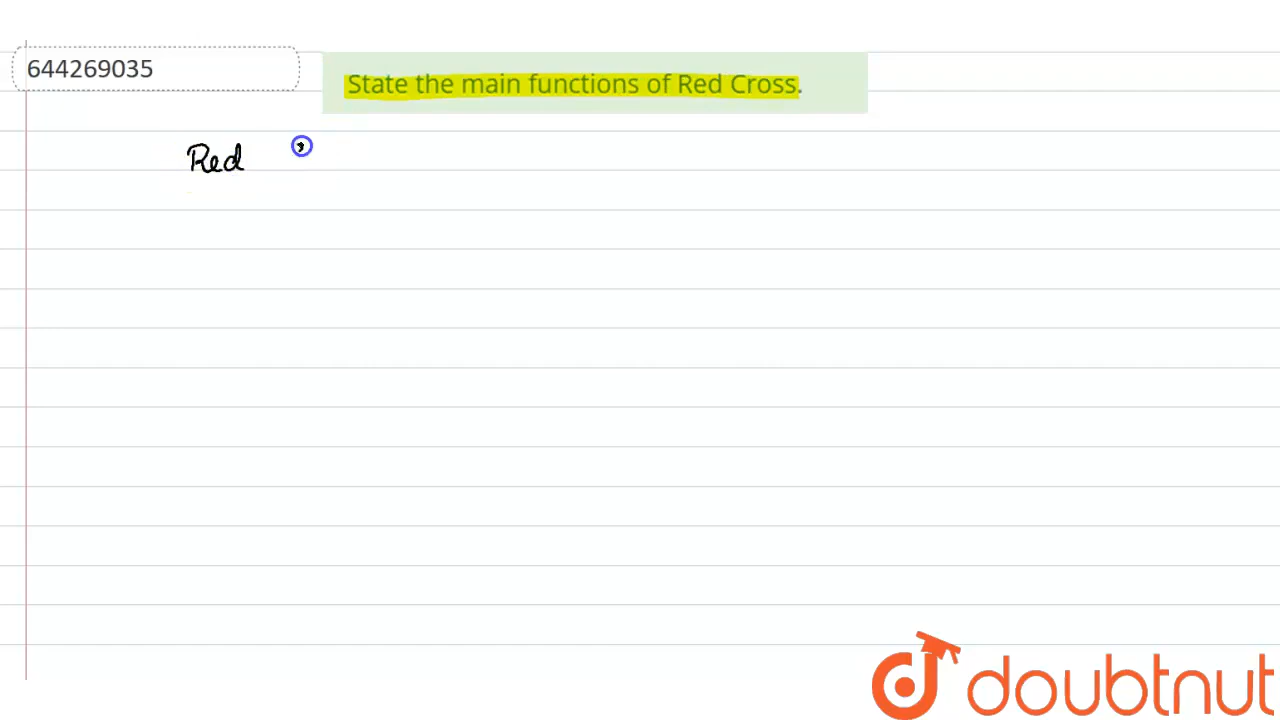 644269035
State the main functions of Red Cross.
Red
doubtnut